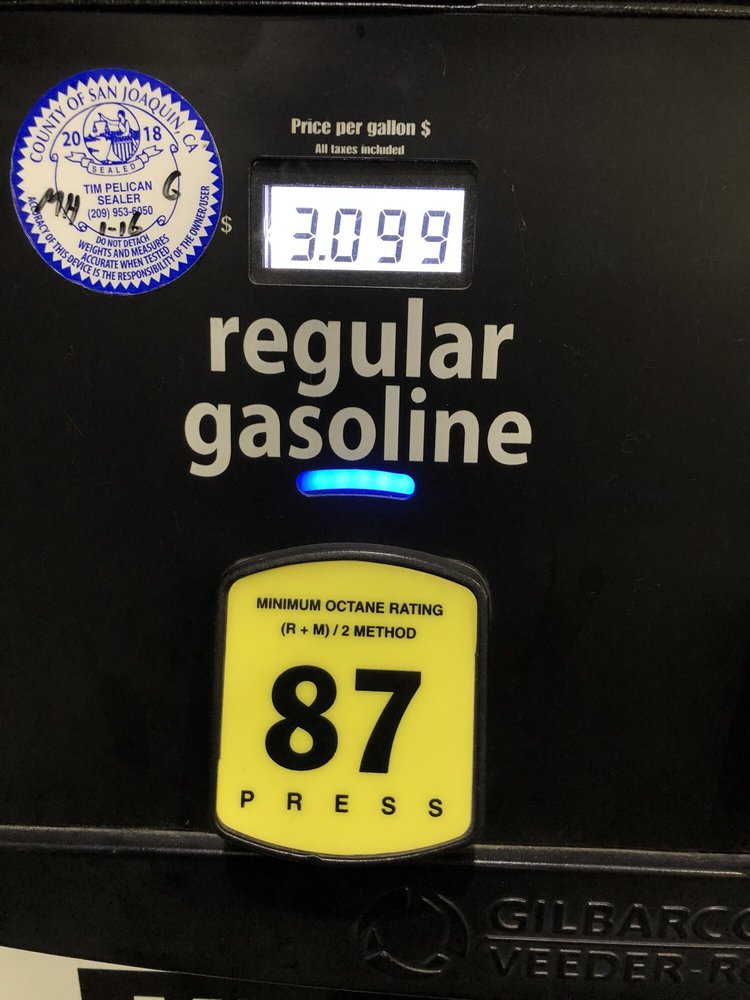 COUNTY OF SAN JOAQUIN, CA
20 18
SEALED
TIM PELICAN
SEALER
(209) 953-6050
MH 1-16 G
DO NOT DETACH
WEIGHTS AND MEASURES
ACCURATE WHEN TESTED
ACCURACY OF THIS DEVICE IS THE RESPONSIBILITY OF THE OWNER/USER
Price per gallon $
All taxes included
$ 3.099
regular
gasoline
MINIMUM OCTANE RATING
(R + M) / 2 METHOD
87
PRESS
GILBARCO
VEEDER-R